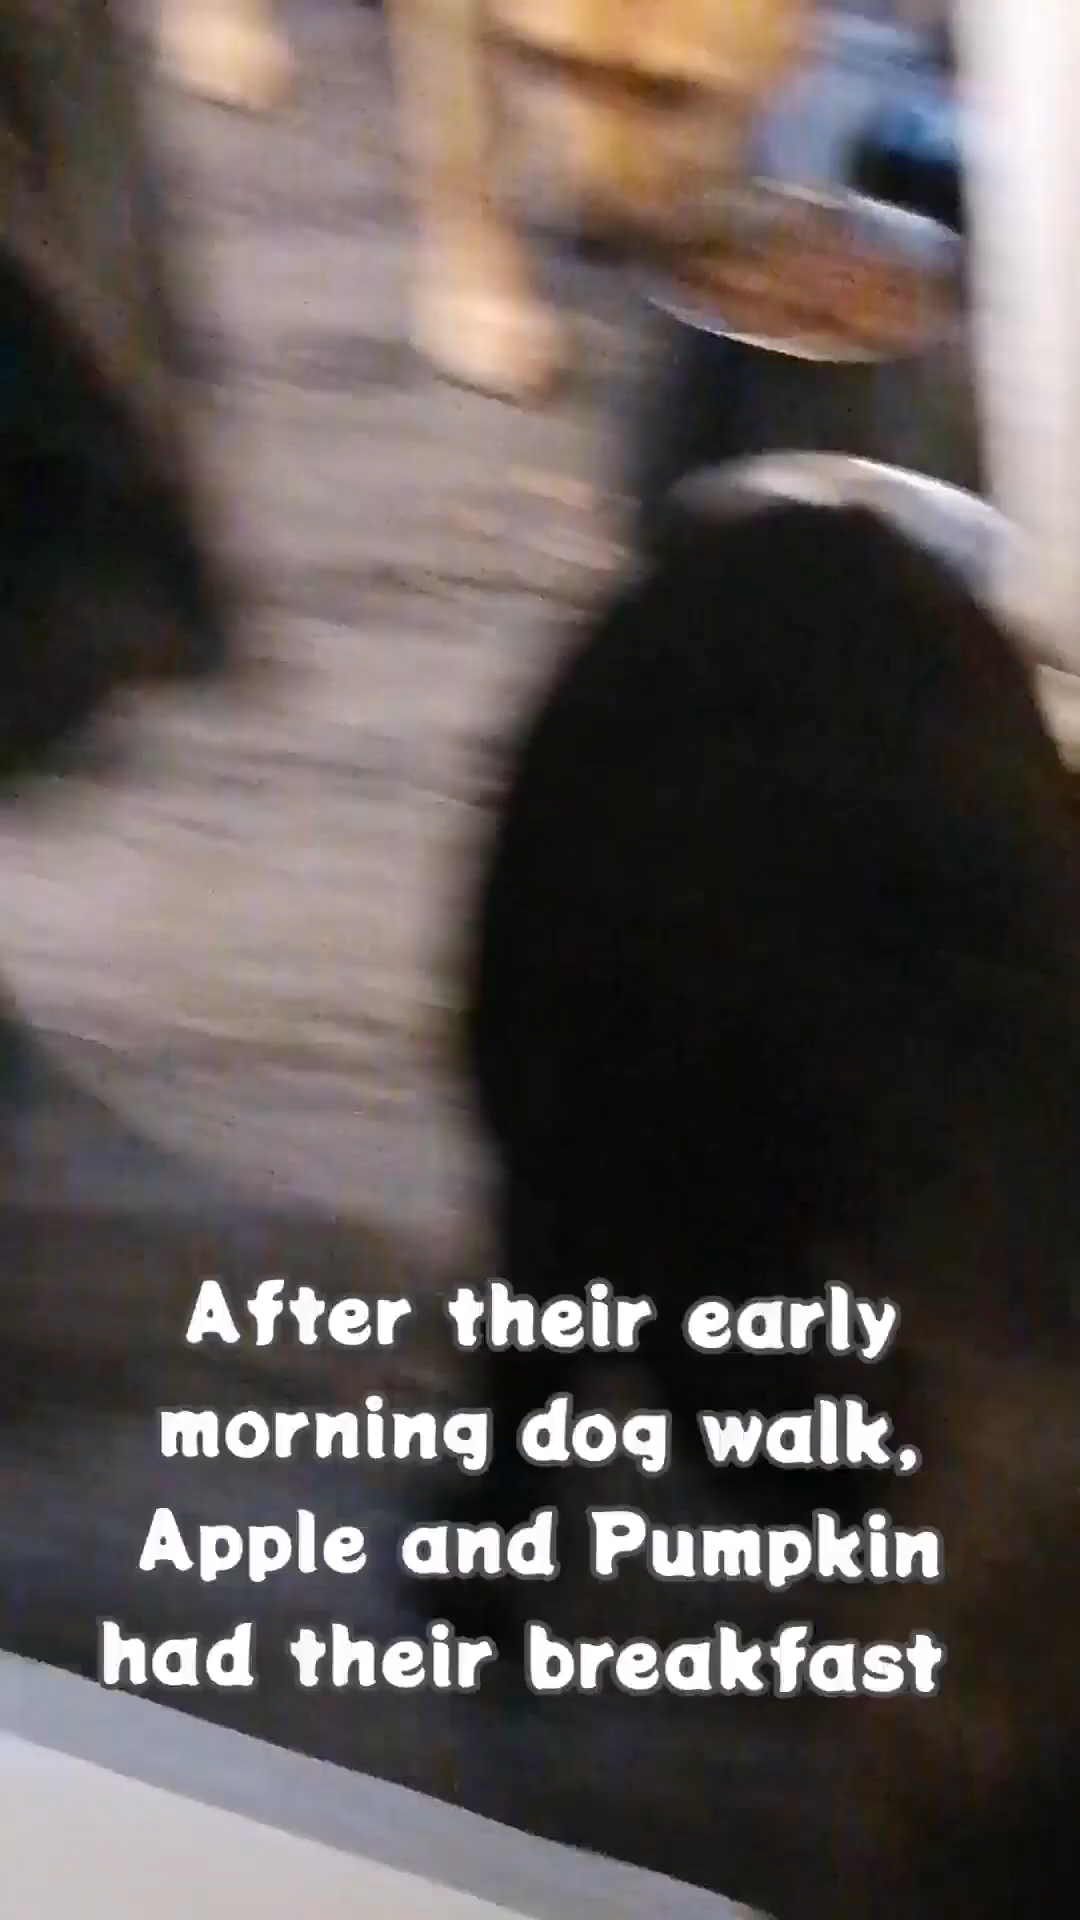 After their early
morning dog walk,
Apple and Pumpkin
had their breakfast